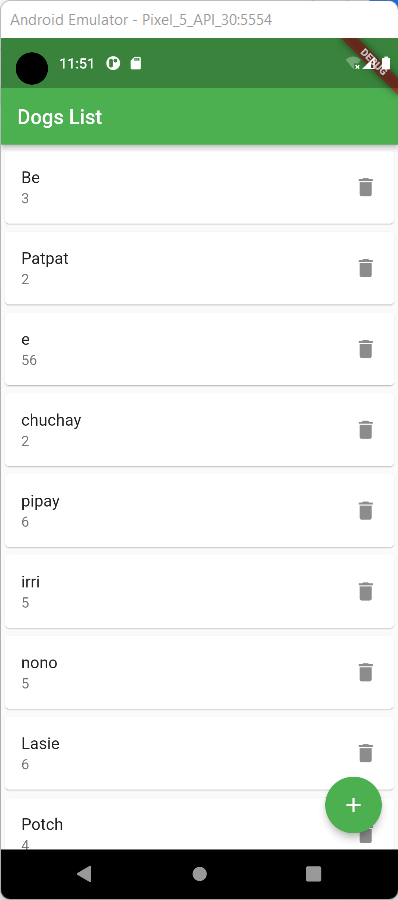 Android Emulator - Pixel_5_API_30:5554
11:51
DEBUG
Dogs List
Be
3
Patpat
2
e
56
chuchay
2
pipay
6
irri
5
nono
5
Lasie
6
Potch
4